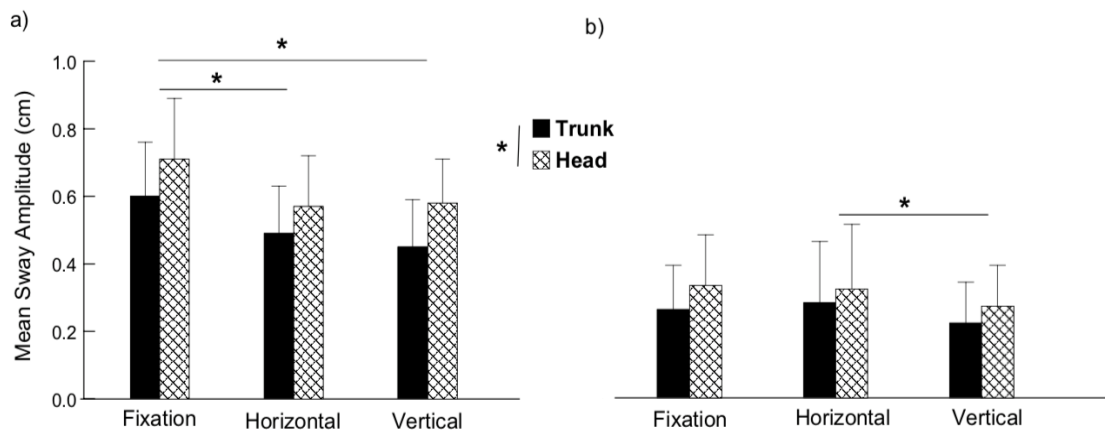 a)
b)
Mean Sway Amplitude (cm)
1.0
0.8
0.6
0.4
0.2
0.0
*
*
Fixation Horizontal Vertical
* Trunk
Head
*
Fixation Horizontal Vertical